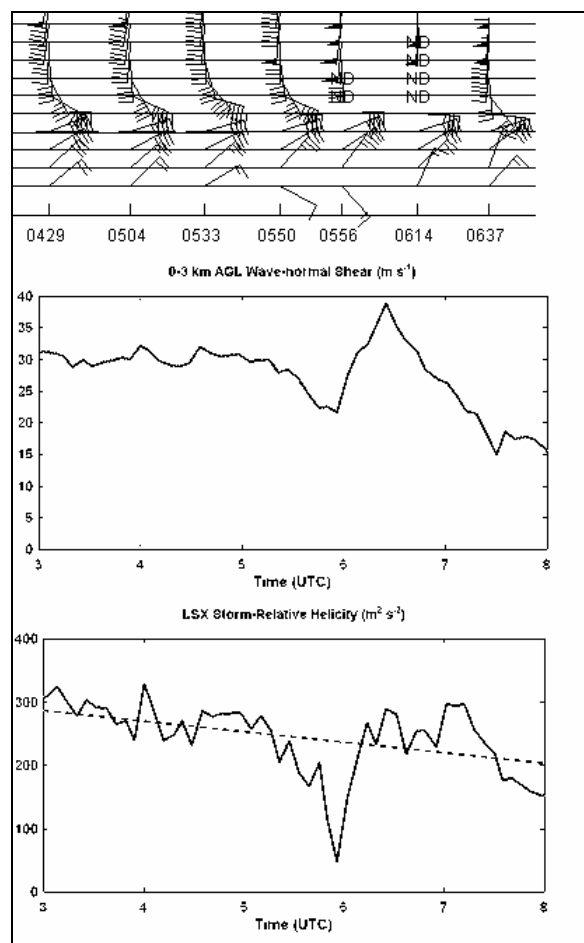 ND
ND ND
ND ND
0429 0504 0533 0550 0556 0614 0637
0-3 km AGL Wave-normal Shear (m s⁻¹)
40
35
30
25
20
15
10
5
0
3 4 5 6 7 8
Time (UTC)
LSX Storm-Relative Helicity (m² s⁻²)
400
300
200
100
0
3 4 5 6 7 8
Time (UTC)